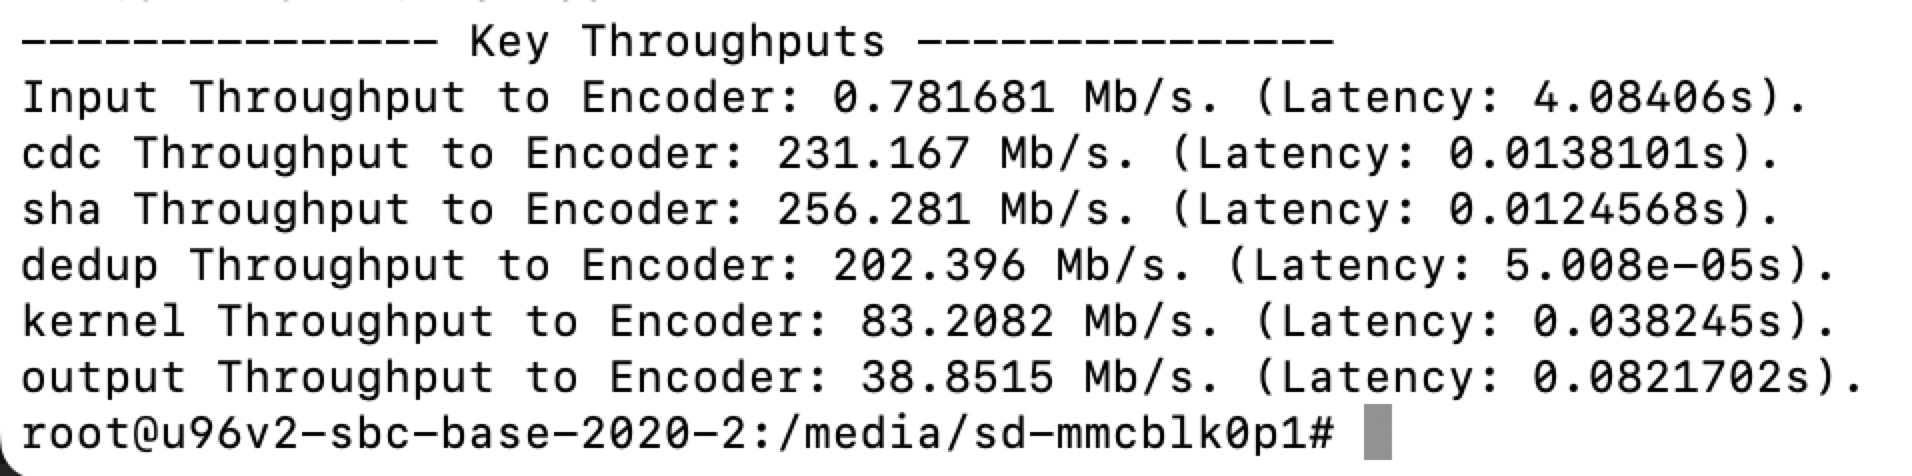 --------------- Key Throughputs ---------------
Input Throughput to Encoder: 0.781681 Mb/s. (Latency: 4.08406s).
cdc Throughput to Encoder: 231.167 Mb/s. (Latency: 0.0138101s).
sha Throughput to Encoder: 256.281 Mb/s. (Latency: 0.0124568s).
dedup Throughput to Encoder: 202.396 Mb/s. (Latency: 5.008e-05s).
kernel Throughput to Encoder: 83.2082 Mb/s. (Latency: 0.038245s).
output Throughput to Encoder: 38.8515 Mb/s. (Latency: 0.0821702s).
root@u96v2-sbc-base-2020-2:/media/sd-mmcblk0p1#